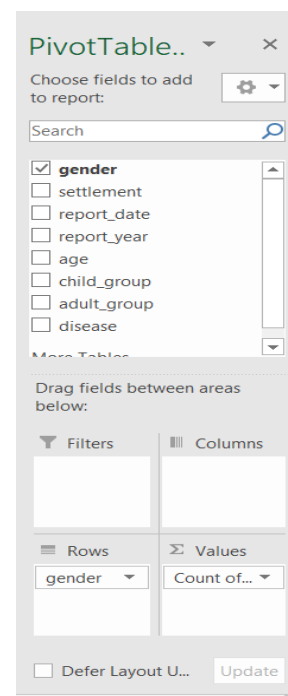 PivotTable..
Choose fields to add
to report:
Search
gender
settlement
report_date
report_year
age
child_group
adult_group
disease
More Tables
Drag fields between areas
below:
Filters
Columns
Rows
Σ Values
gender
Count of...
Defer Layout U...
Update